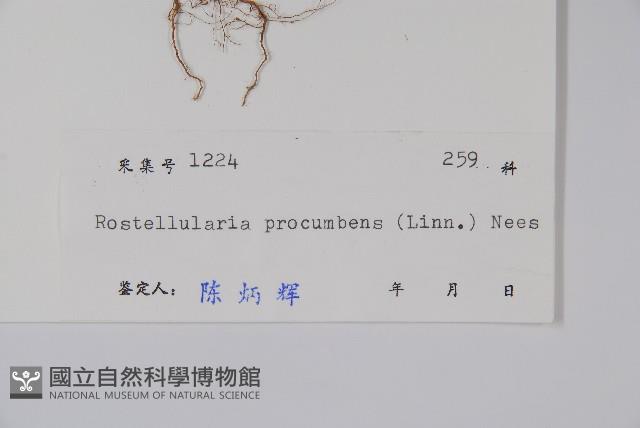 采集号 1224 259 科
Rostellularia procumbens (Linn.) Nees
鉴定人: 陈炳辉 年 月 日
國立自然科學博物館
NATIONAL MUSEUM OF NATURAL SCIENCE